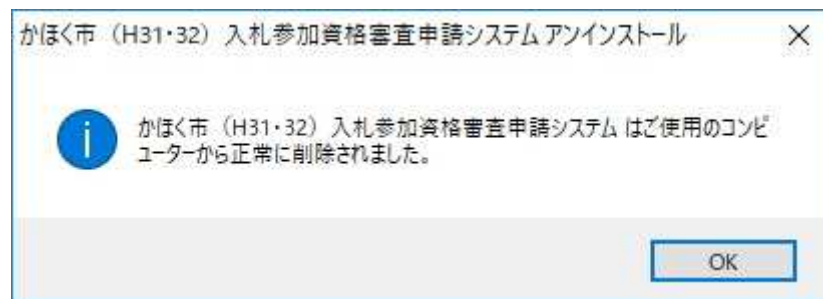 かほく市（H31･32）入札参加資格審査申請システム アンインストール
かほく市（H31･32）入札参加資格審査申請システム はご使用のコンピ
ューターから正常に削除されました。
OK